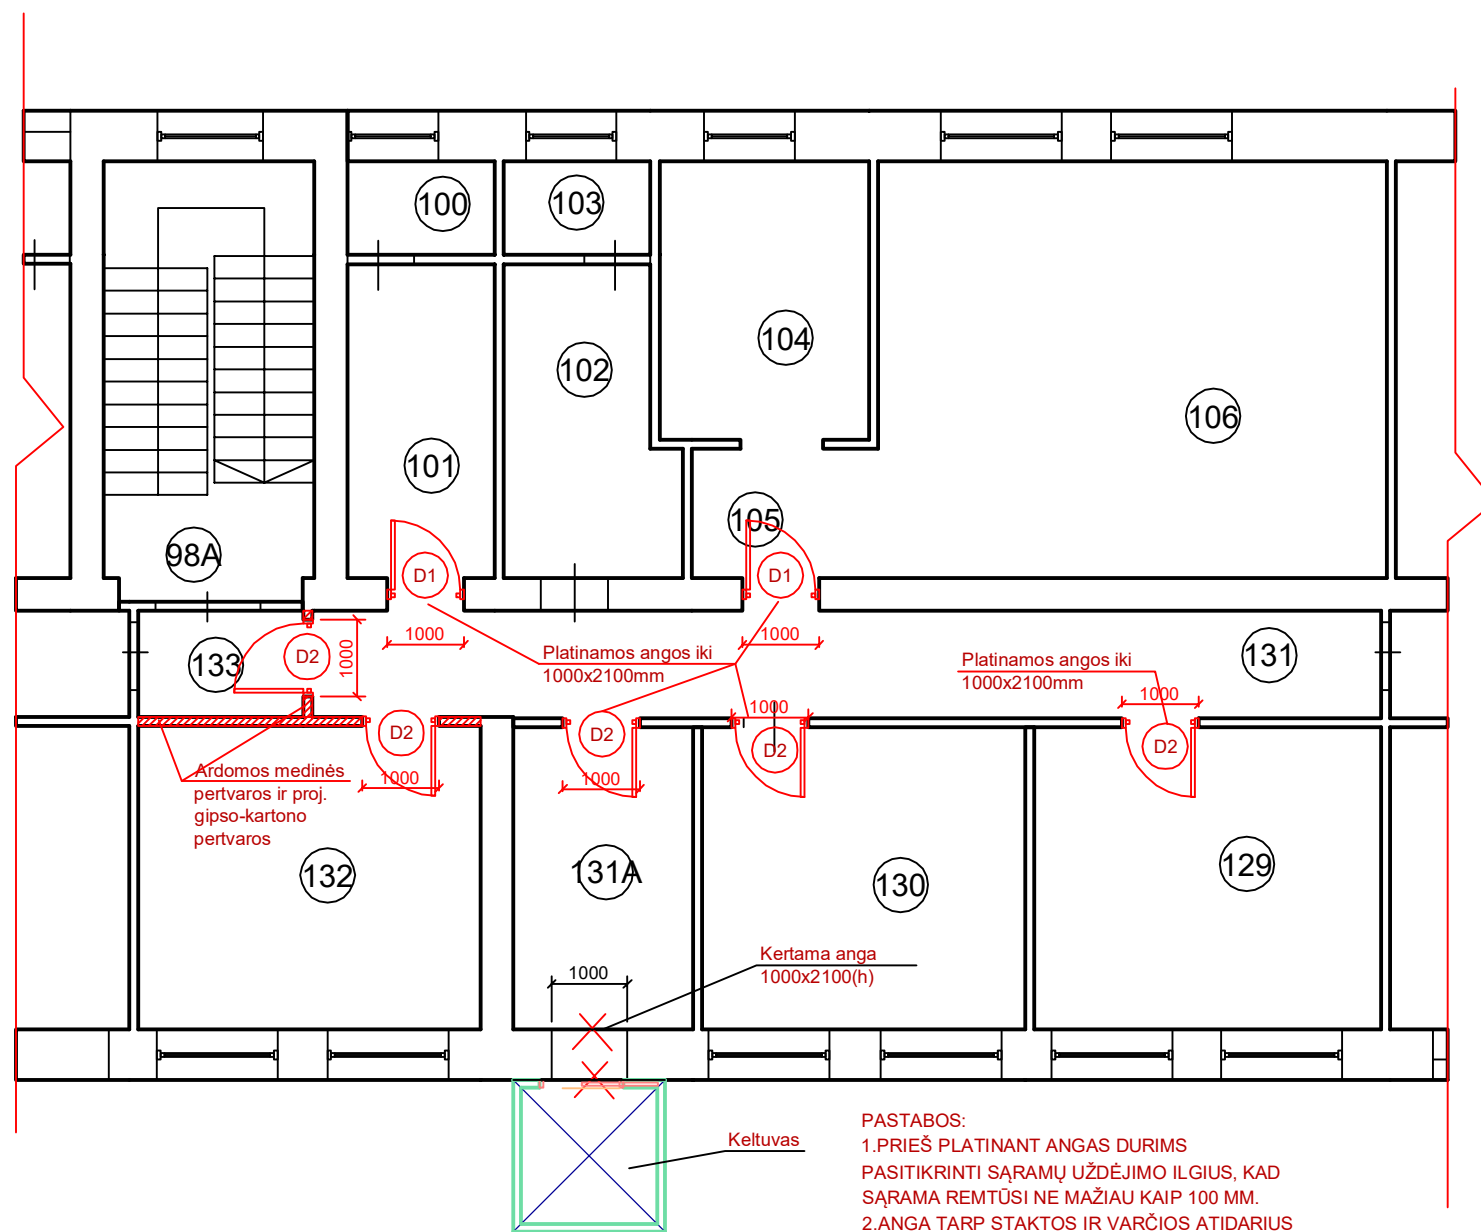 100
103
104
102
106
101
105
98A
D1
D1
1000
1000
1000
133
D2
Platinamos angos iki
1000x2100mm
Platinamos angos iki
1000x2100mm
131
1000
1000
D2
D2
D2
D2
1000
1000
Ardomos medinės
pertvaros ir proj.
gipso-kartono
pertvaros
132
131A
130
129
Kertama anga
1000x2100(h)
1000
Keltuvas
PASTABOS:
1.PRIEŠ PLATINANT ANGAS DURIMS
PASITIKRINTI SĄRAMŲ UŽDĖJIMO ILGIUS, KAD
SĄRAMA REMTŪSI NE MAŽIAU KAIP 100 MM.
2.ANGA TARP STAKTOS IR VARČIOS ATIDARIUS